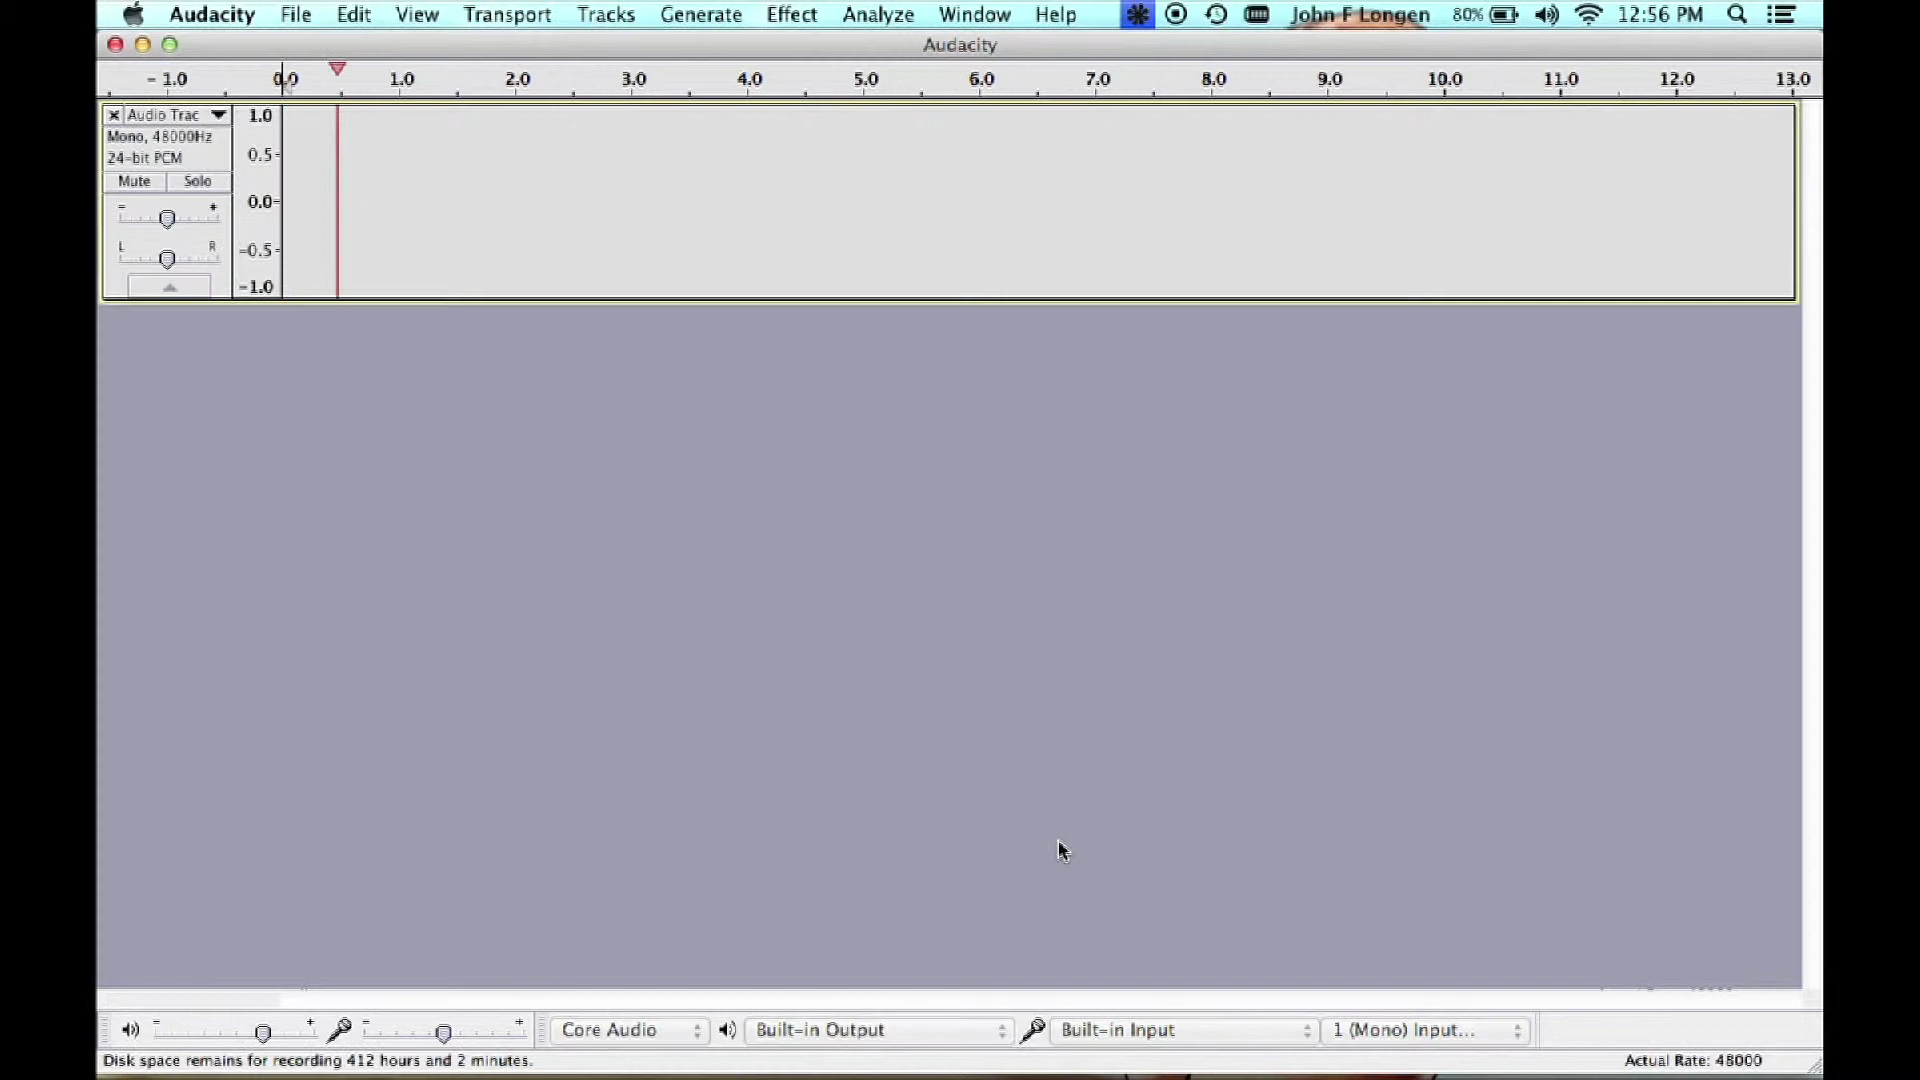 Audacity File Edit View Transport Tracks Generate Effect Analyze Window Help John F Longen 80% 12:56 PM
Audacity
- 1.0 0.0 1.0 2.0 3.0 4.0 5.0 6.0 7.0 8.0 9.0 10.0 11.0 12.0 13.0
Audio Trac 1.0
Mono, 48000Hz
24-bit PCM 0.5
Mute Solo
- + 0.0
L R -0.5
-1.0
- + - + Core Audio Built-in Output Built-in Input 1 (Mono) Input...
Disk space remains for recording 412 hours and 2 minutes. Actual Rate: 48000